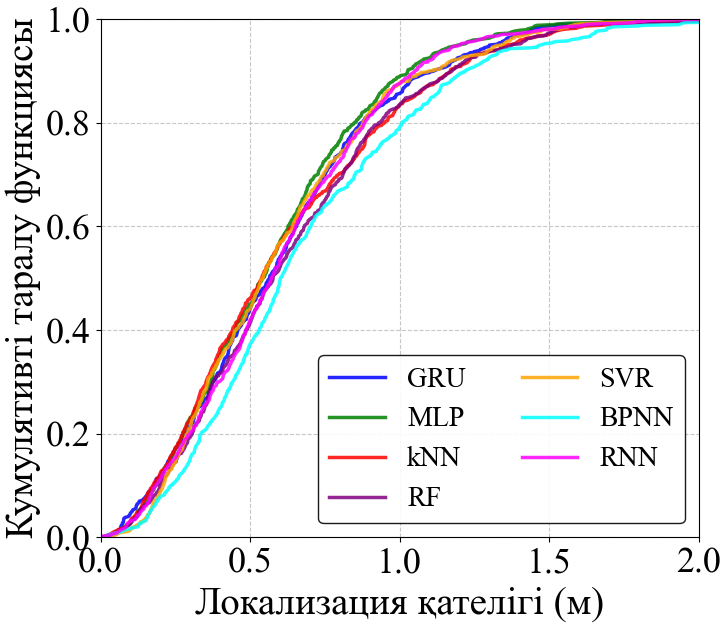 Кумулятивті таралу функциясы
1.0
0.8
0.6
0.4
0.2
0.0
GRU
MLP
kNN
RF
SVR
BPNN
RNN
0.0 0.5 1.0 1.5 2.0
Локализация қателігі (м)